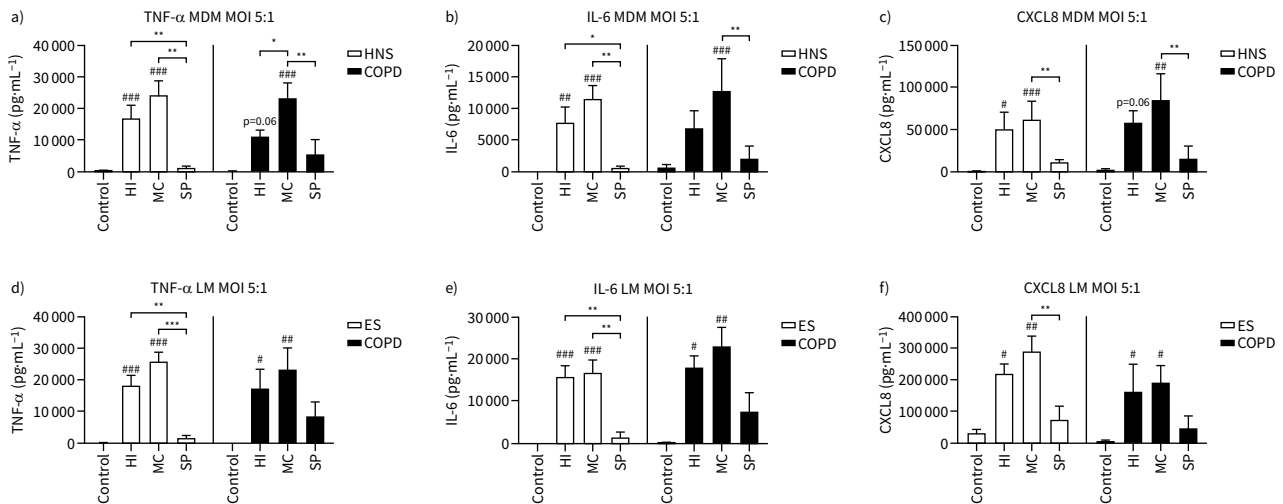 a)
TNF-α MDM MOI 5:1
40 000
30 000
20 000
10 000
0
TNF-α (pg·mL⁻¹)
###
###
**
**
p=0.06
###
*
**
Control
HI
MC
SP
Control
HI
MC
SP
HNS
COPD
b)
IL-6 MDM MOI 5:1
20 000
15 000
10 000
5000
0
IL-6 (pg·mL⁻¹)
##
###
*
**
###
**
Control
HI
MC
SP
Control
HI
MC
SP
HNS
COPD
c)
CXCL8 MDM MOI 5:1
150 000
100 000
50 000
0
CXCL8 (pg·mL⁻¹)
#
###
**
p=0.06
##
**
Control
HI
MC
SP
Control
HI
MC
SP
HNS
COPD
d)
TNF-α LM MOI 5:1
40 000
30 000
20 000
10 000
0
TNF-α (pg·mL⁻¹)
###
###
**
***
#
##
Control
HI
MC
SP
Control
HI
MC
SP
ES
COPD
e)
IL-6 LM MOI 5:1
30 000
20 000
10 000
0
IL-6 (pg·mL⁻¹)
###
###
**
**
#
##
Control
HI
MC
SP
Control
HI
MC
SP
ES
COPD
f)
CXCL8 LM MOI 5:1
400 000
300 000
200 000
100 000
0
CXCL8 (pg·mL⁻¹)
#
##
**
#
#
Control
HI
MC
SP
Control
HI
MC
SP
ES
COPD